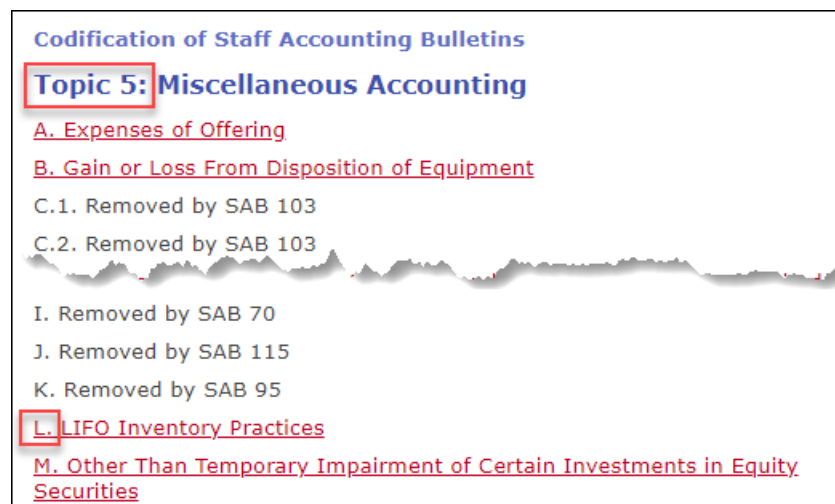 Codification of Staff Accounting Bulletins
Topic 5: Miscellaneous Accounting
A. Expenses of Offering
B. Gain or Loss From Disposition of Equipment
C.1. Removed by SAB 103
C.2. Removed by SAB 103
I. Removed by SAB 70
J. Removed by SAB 115
K. Removed by SAB 95
L. LIFO Inventory Practices
M. Other Than Temporary Impairment of Certain Investments in Equity
Securities